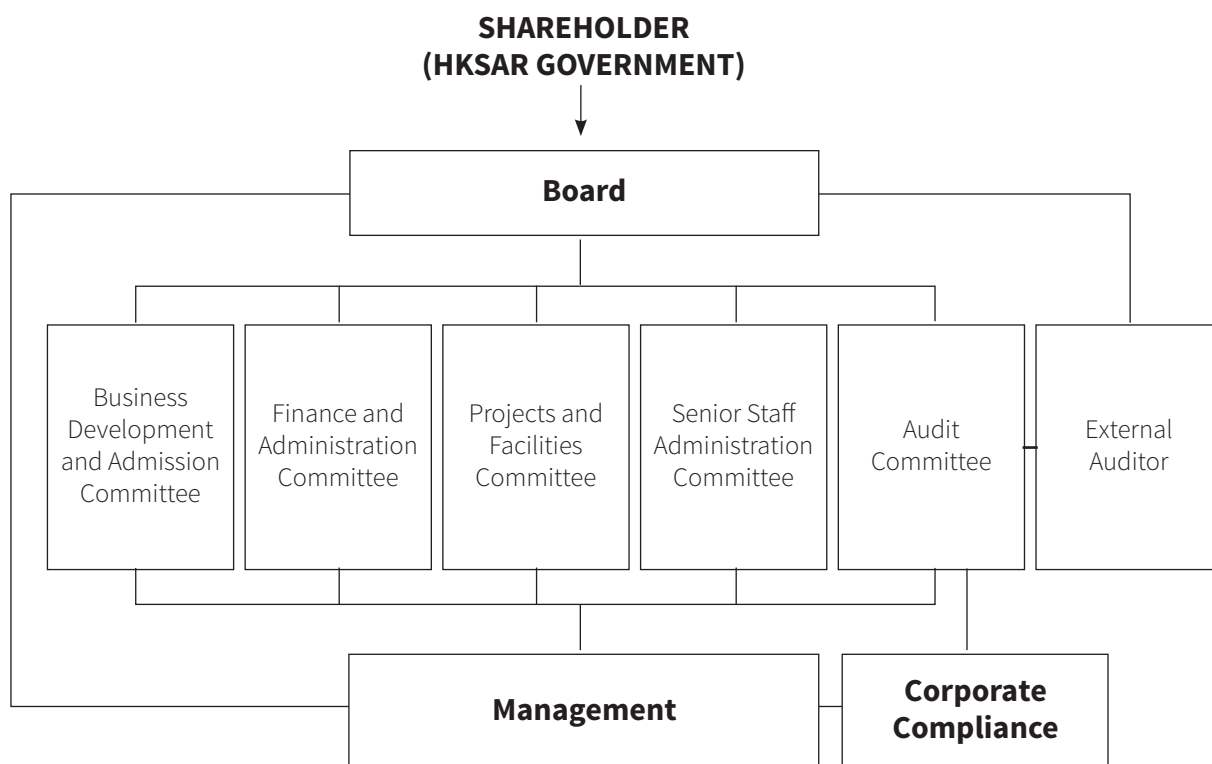 SHAREHOLDER
(HKSAR GOVERNMENT)
Board
Business
Development
and Admission
Committee
Finance and
Administration
Committee
Projects and
Facilities
Committee
Senior Staff
Administration
Committee
Audit
Committee
External
Auditor
Management
Corporate
Compliance